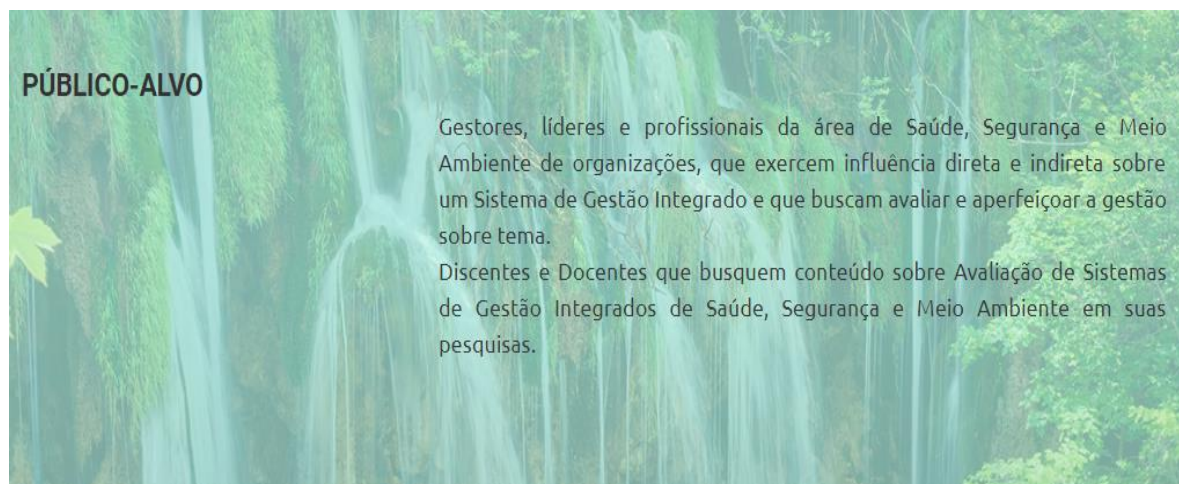 PÚBLICO-ALVO
Gestores, líderes e profissionais da área de Saúde, Segurança e Meio
Ambiente de organizações, que exercem influência direta e indireta sobre
um Sistema de Gestão Integrado e que buscam avaliar e aperfeiçoar a gestão
sobre tema.
Discentes e Docentes que busquem conteúdo sobre Avaliação de Sistemas
de Gestão Integrados de Saúde, Segurança e Meio Ambiente em suas
pesquisas.